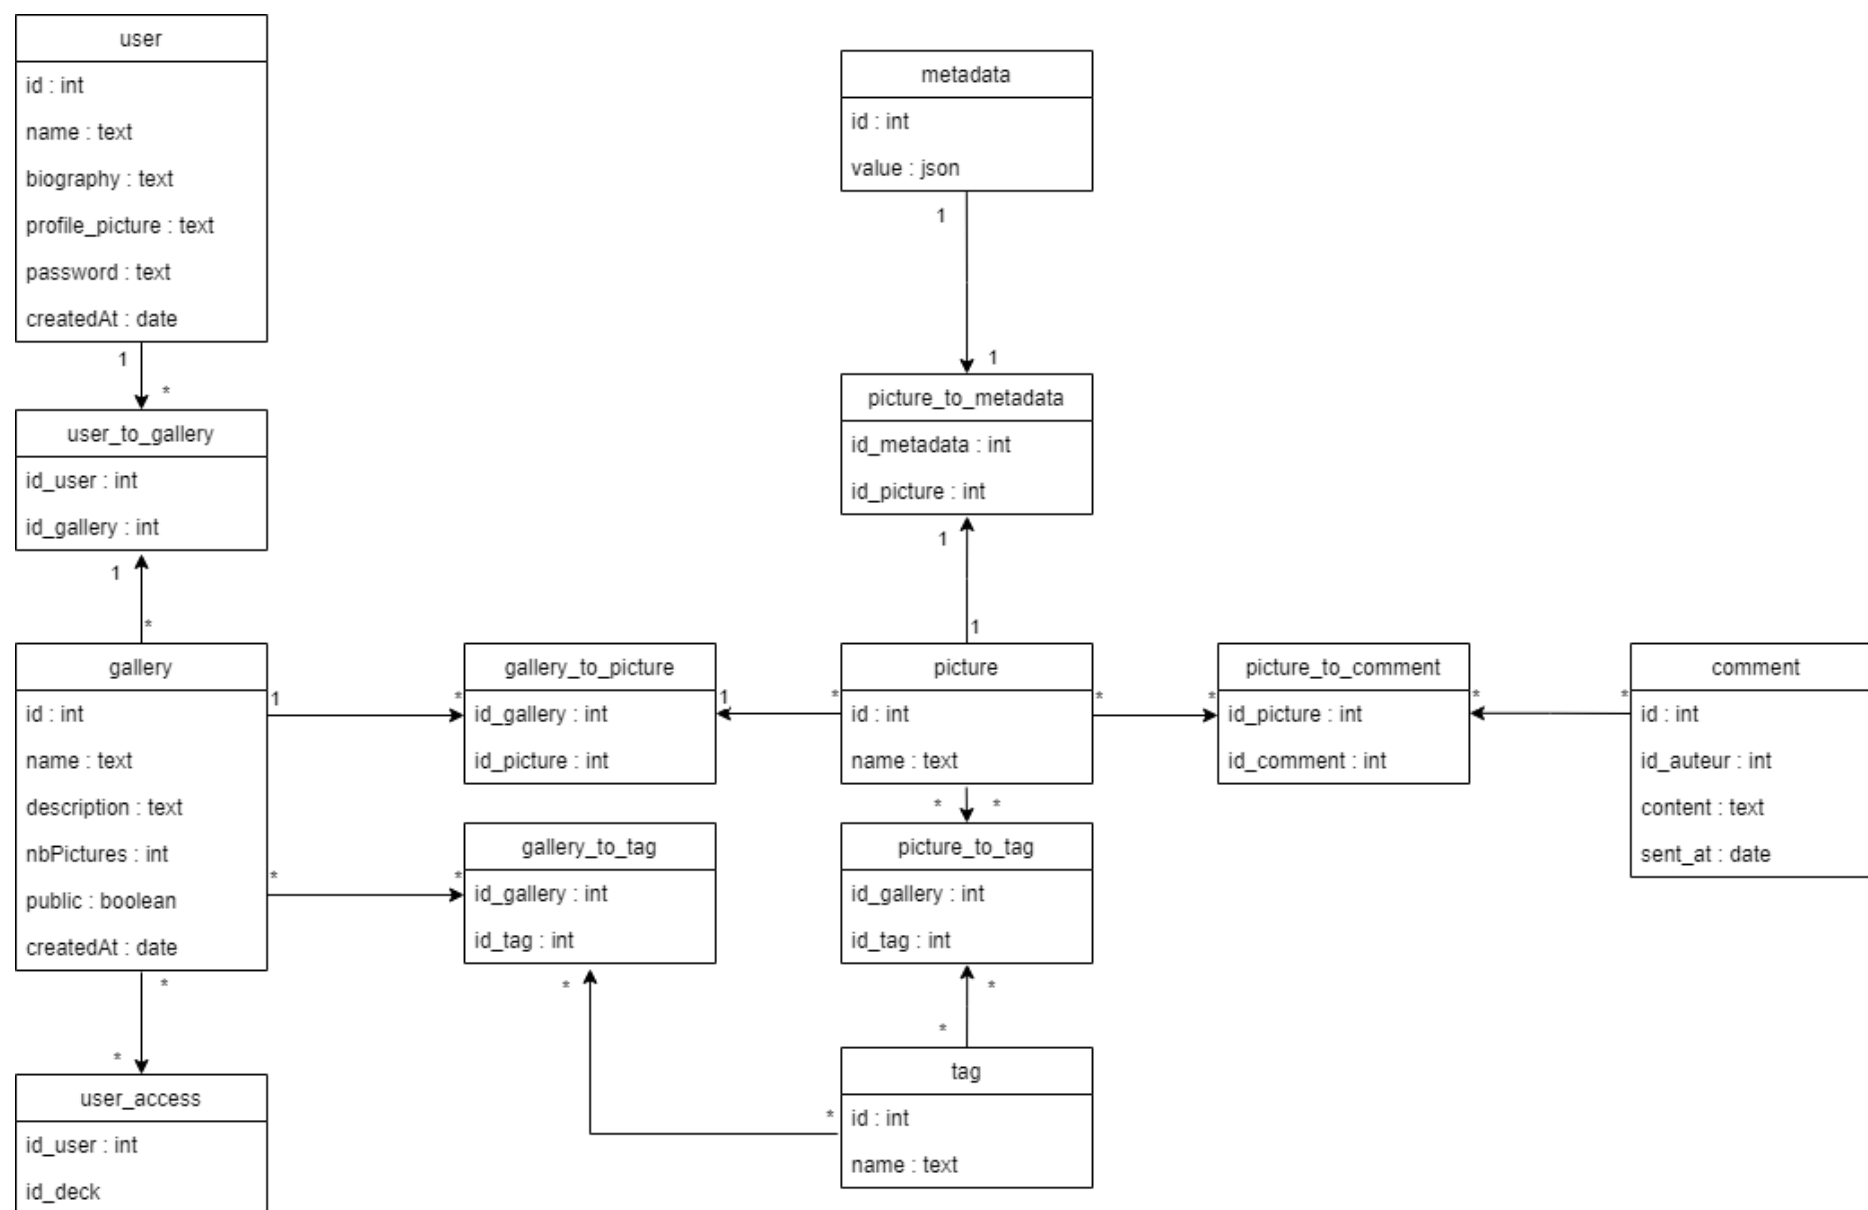 user
id : int
name : text
biography : text
profile_picture : text
password : text
createdAt : date
1
*
user_to_gallery
id_user : int
id_gallery : int
1
*
gallery
id : int
name : text
description : text
nbPictures : int
public : boolean
createdAt : date
1
*
*
*
*
*
user_access
id_user : int
id_deck
gallery_to_picture
id_gallery : int
id_picture : int
1
*
gallery_to_tag
id_gallery : int
id_tag : int
*
*
metadata
id : int
value : json
1
1
picture_to_metadata
id_metadata : int
id_picture : int
1
1
picture
id : int
name : text
*
*
*
*
picture_to_tag
id_gallery : int
id_tag : int
*
*
tag
id : int
name : text
picture_to_comment
id_picture : int
id_comment : int
*
*
comment
id : int
id_auteur : int
content : text
sent_at : date